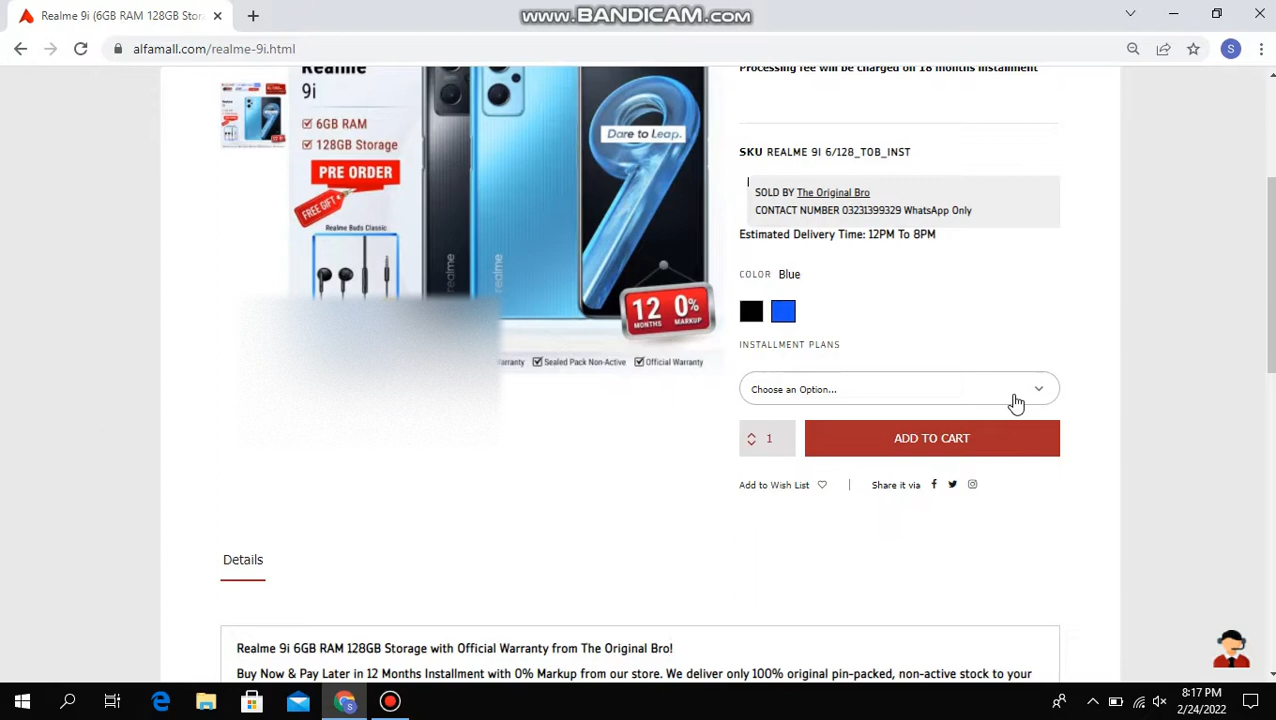 Realme 9i (6GB RAM 128GB Stora
WWW.BANDICAM.COM
alfamall.com/realme-9i.html
S
Realme
9i
6GB RAM
128GB Storage
PRE ORDER
FREE GIFT
Realme Buds Classic
realme
realme
Dare to Leap.
12 MONTHS 0% MARKUP
Warranty Sealed Pack Non-Active Official Warranty
Processing fee will be charged on 18 months installment
SKU REALME 9I 6/128_TOB_INST
SOLD BY The Original Bro
CONTACT NUMBER 03231399329 WhatsApp Only
Estimated Delivery Time: 12PM To 8PM
COLOR Blue
INSTALLMENT PLANS
Choose an Option...
1 ADD TO CART
Add to Wish List | Share it via
Details
Realme 9i 6GB RAM 128GB Storage with Official Warranty from The Original Bro!
Buy Now & Pay Later in 12 Months Installment with 0% Markup from our store. We deliver only 100% original pin-packed, non-active stock to your
8:17 PM
2/24/2022